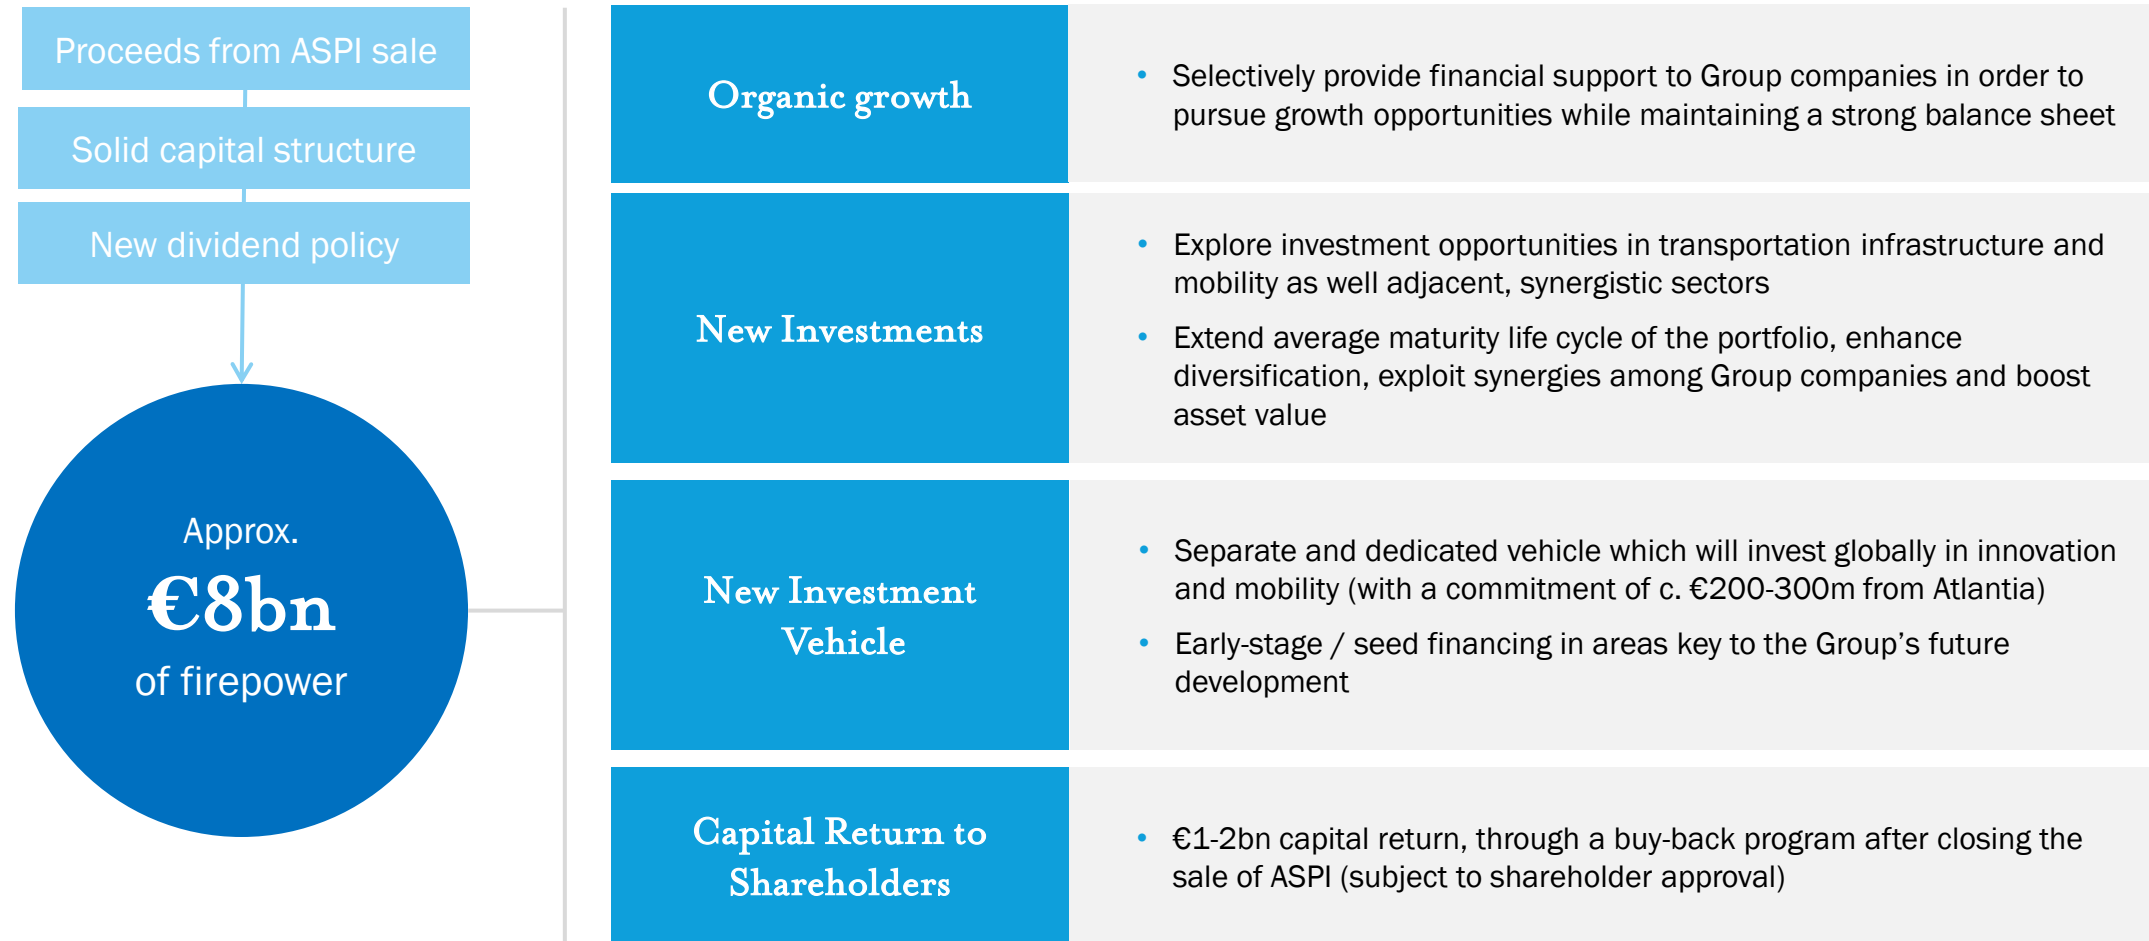 Proceeds from ASPI sale
Solid capital structure
New dividend policy
Approx.
€8bn
of firepower
Organic growth
• Selectively provide financial support to Group companies in order to
pursue growth opportunities while maintaining a strong balance sheet
New Investments
• Explore investment opportunities in transportation infrastructure and
mobility as well adjacent, synergistic sectors
• Extend average maturity life cycle of the portfolio, enhance
diversification, exploit synergies among Group companies and boost
asset value
New Investment
Vehicle
• Separate and dedicated vehicle which will invest globally in innovation
and mobility (with a commitment of c. €200-300m from Atlantia)
• Early-stage / seed financing in areas key to the Group’s future
development
Capital Return to
Shareholders
• €1-2bn capital return, through a buy-back program after closing the
sale of ASPI (subject to shareholder approval)